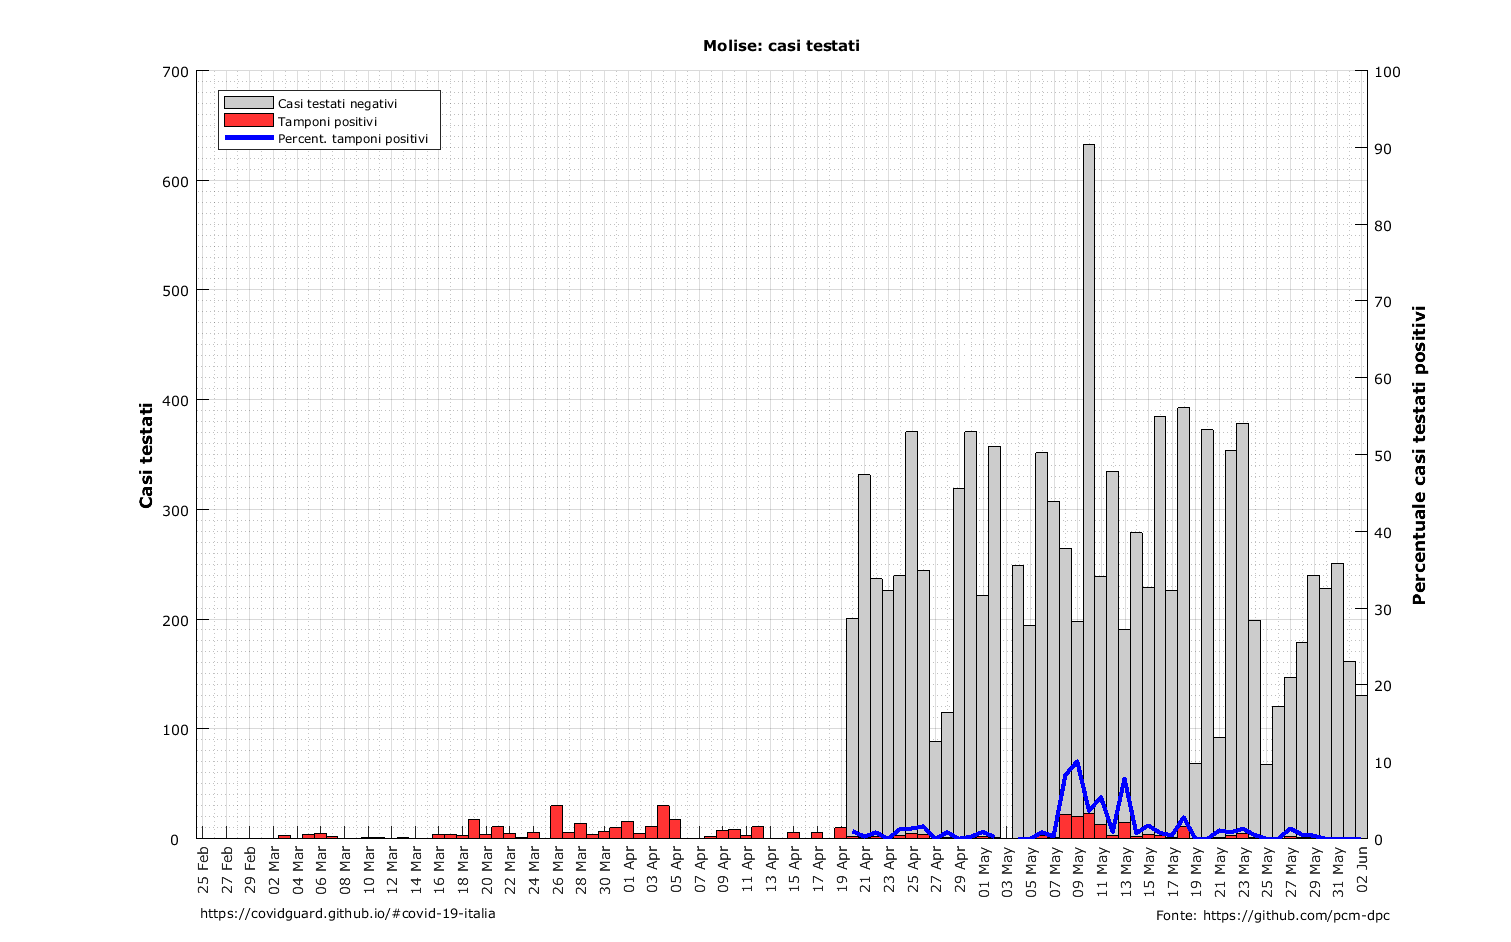 Molise: casi testati
Casi testati negativi
Tamponi positivi
Percent. tamponi positivi
Casi testati
700
600
500
400
300
200
100
0
100
90
80
70
60
50
40
30
20
10
0
Percentuale casi testati positivi
25 Feb
27 Feb
29 Feb
02 Mar
04 Mar
06 Mar
08 Mar
10 Mar
12 Mar
14 Mar
16 Mar
18 Mar
20 Mar
22 Mar
24 Mar
26 Mar
28 Mar
30 Mar
01 Apr
03 Apr
05 Apr
07 Apr
09 Apr
11 Apr
13 Apr
15 Apr
17 Apr
19 Apr
21 Apr
23 Apr
25 Apr
27 Apr
29 Apr
01 May
03 May
05 May
07 May
09 May
11 May
13 May
15 May
17 May
19 May
21 May
23 May
25 May
27 May
29 May
31 May
02 Jun
https://covidguard.github.io/#covid-19-italia
Fonte: https://github.com/pcm-dpc